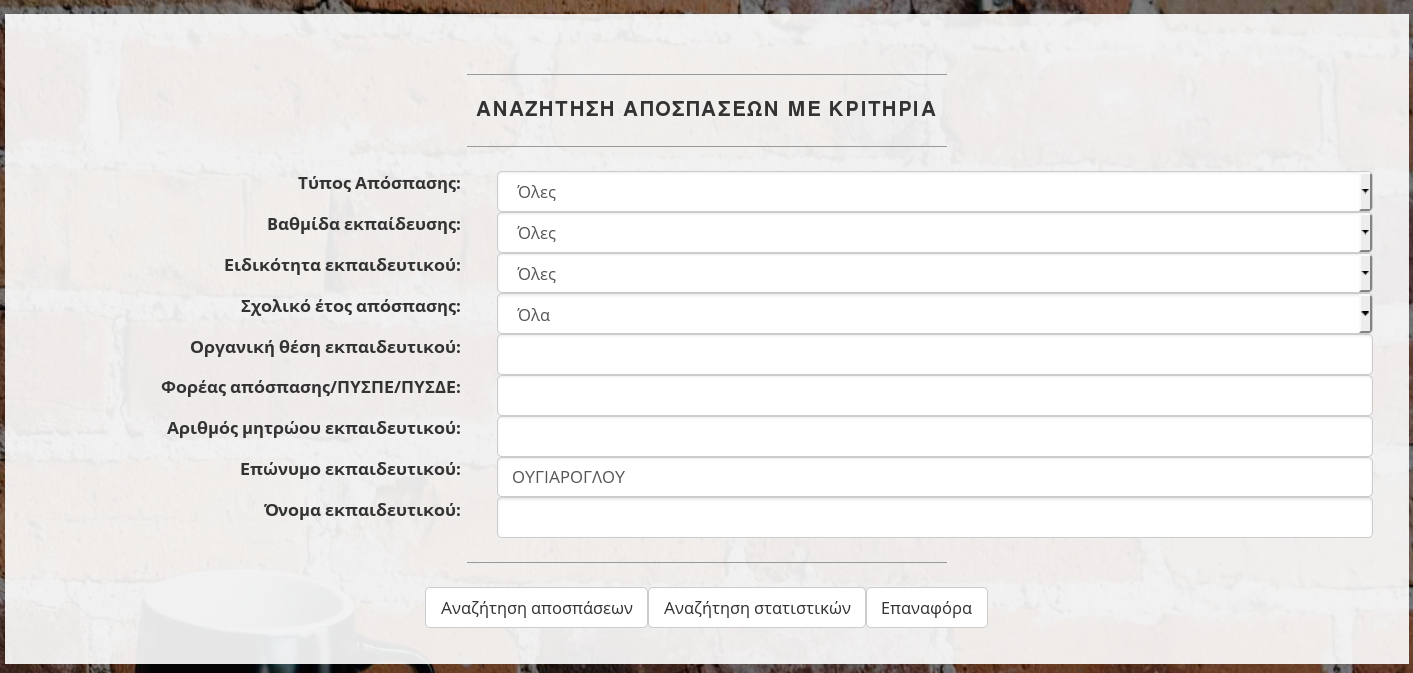 ΑΝΑΖΗΤΗΣΗ ΑΠΟΣΠΑΣΕΩΝ ΜΕ ΚΡΙΤΗΡΙΑ
Τύπος Απόσπασης: Όλες
Βαθμίδα εκπαίδευσης: Όλες
Ειδικότητα εκπαιδευτικού: Όλες
Σχολικό έτος απόσπασης: Όλα
Οργανική θέση εκπαιδευτικού:
Φορέας απόσπασης/ΠΥΣΠΕ/ΠΥΣΔΕ:
Αριθμός μητρώου εκπαιδευτικού:
Επώνυμο εκπαιδευτικού: ΟΥΓΙΑΡΟΓΛΟΥ
Όνομα εκπαιδευτικού:
Αναζήτηση αποσπάσεων Αναζήτηση στατιστικών Επαναφόρα